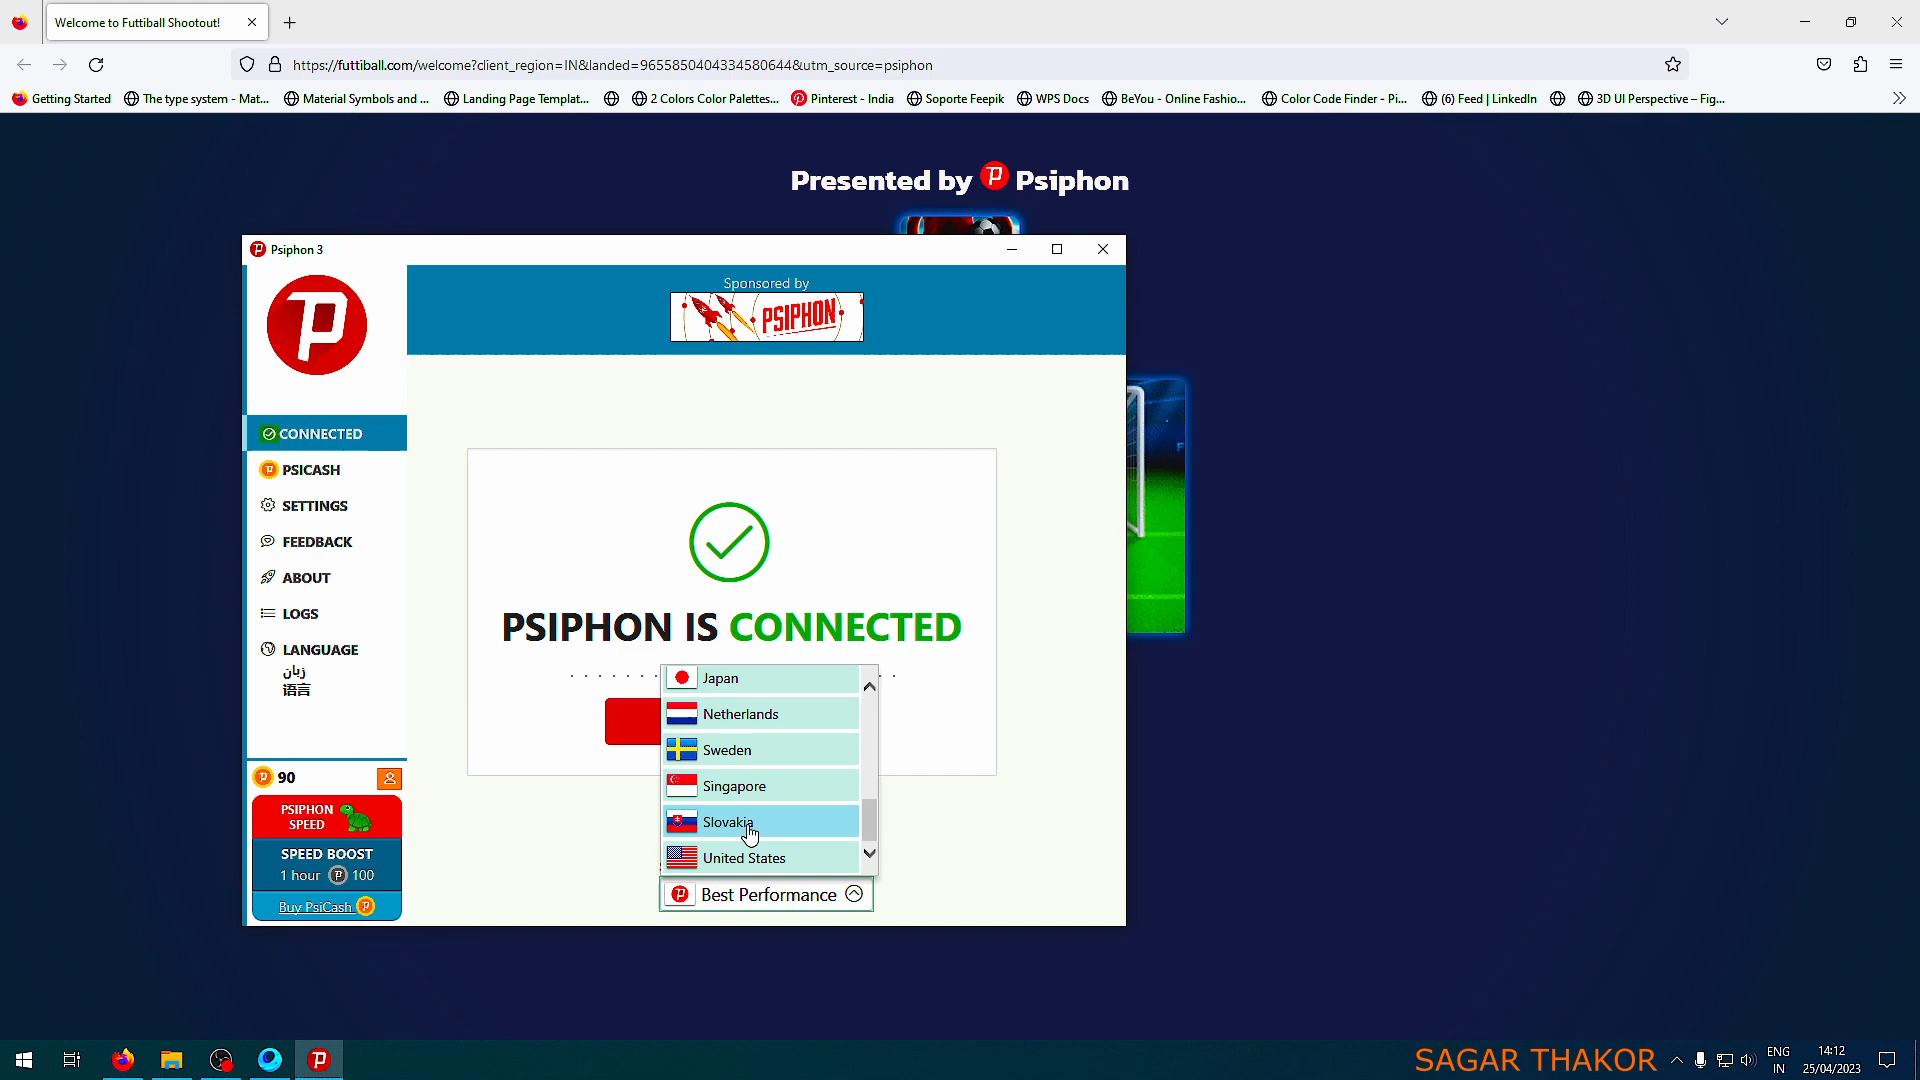 Welcome to Futtiball Shootout!
https://futtiball.com/welcome?client_region=IN&landed=9655850404334580644&utm_source=psiphon
Getting Started
The type system - Mat...
Material Symbols and ...
Landing Page Templat...
2 Colors Color Palettes...
Pinterest - India
Soporte Feepik
WPS Docs
BeYou - Online Fashio...
Color Code Finder - Pi...
(6) Feed | LinkedIn
3D UI Perspective – Fig...
Presented by Psiphon
Psiphon 3
Sponsored by
PSIPHON
CONNECTED
PSICASH
SETTINGS
FEEDBACK
ABOUT
LOGS
LANGUAGE
زبان
语言
PSIPHON IS CONNECTED
Japan
Netherlands
Sweden
Singapore
Slovakia
United States
Best Performance
90
PSIPHON
SPEED
SPEED BOOST
1 hour 100
Buy PsiCash
SAGAR THAKOR
ENG
IN
14:12
25/04/2023